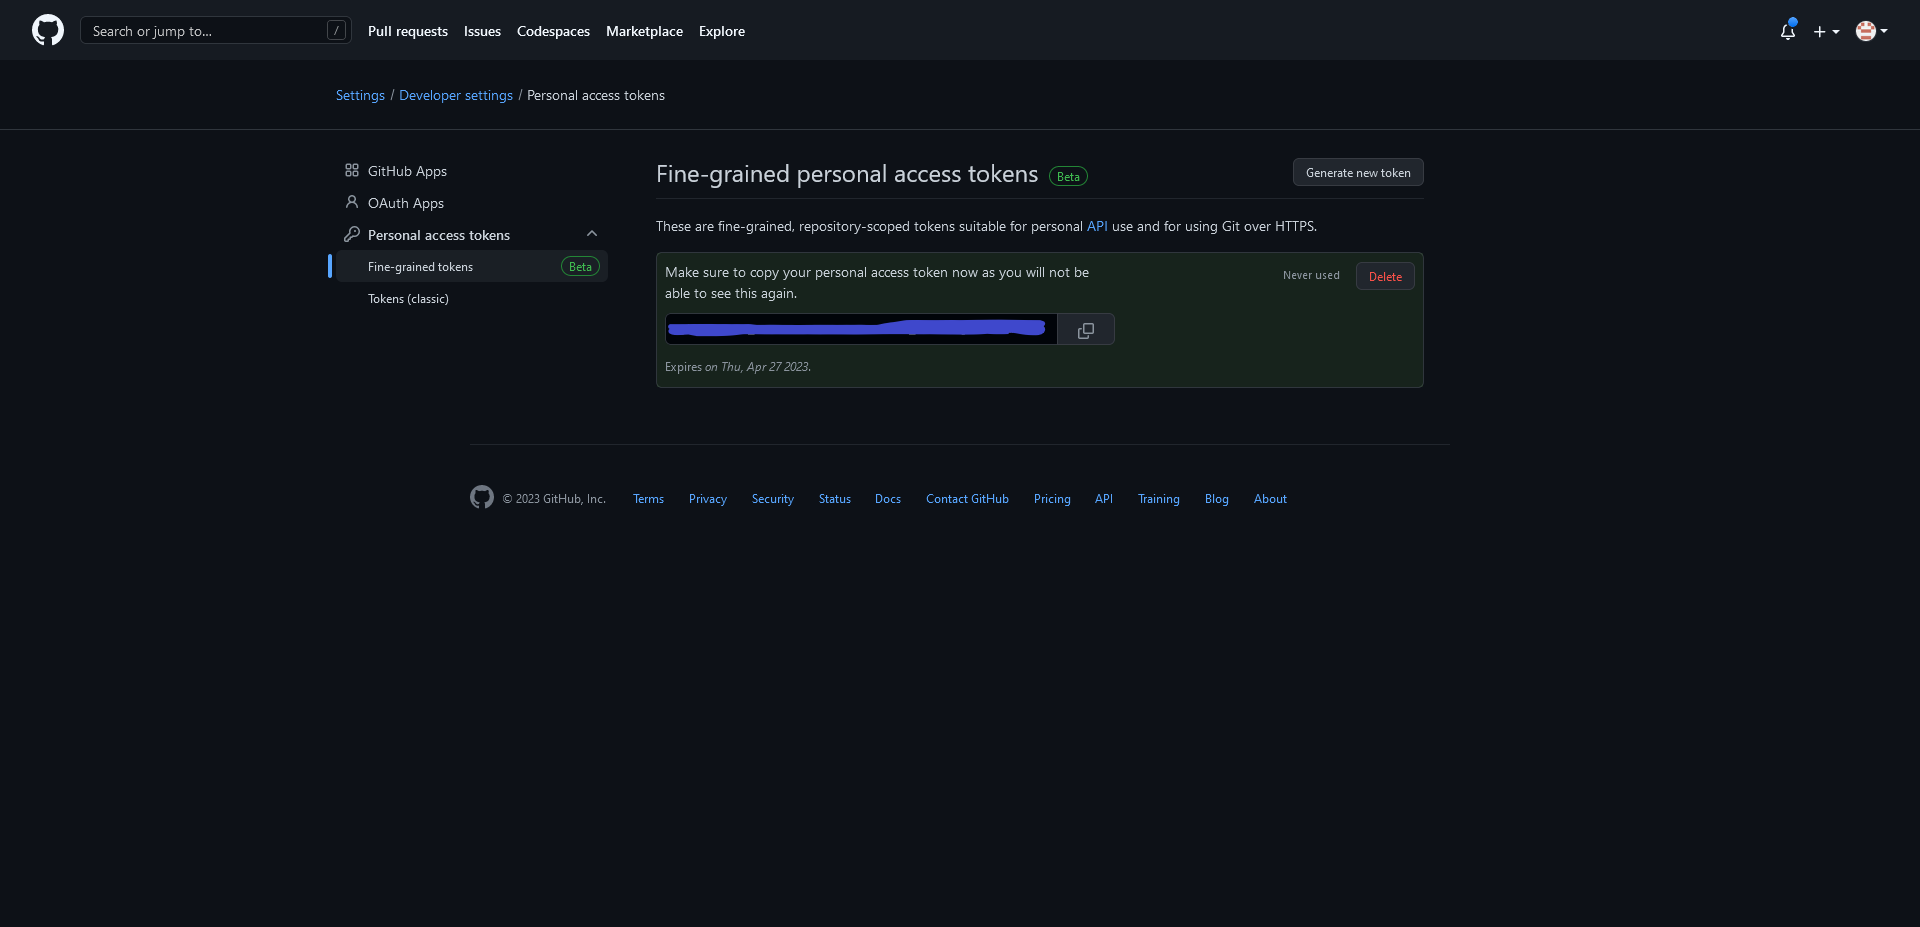 Search or jump to... /
Pull requests Issues Codespaces Marketplace Explore
Settings / Developer settings / Personal access tokens
GitHub Apps
OAuth Apps
Personal access tokens
Fine-grained tokens Beta
Tokens (classic)
Fine-grained personal access tokens Beta
Generate new token
These are fine-grained, repository-scoped tokens suitable for personal API use and for using Git over HTTPS.
Make sure to copy your personal access token now as you will not be
able to see this again.
Never used Delete
Expires on Thu, Apr 27 2023.
© 2023 GitHub, Inc. Terms Privacy Security Status Docs Contact GitHub Pricing API Training Blog About